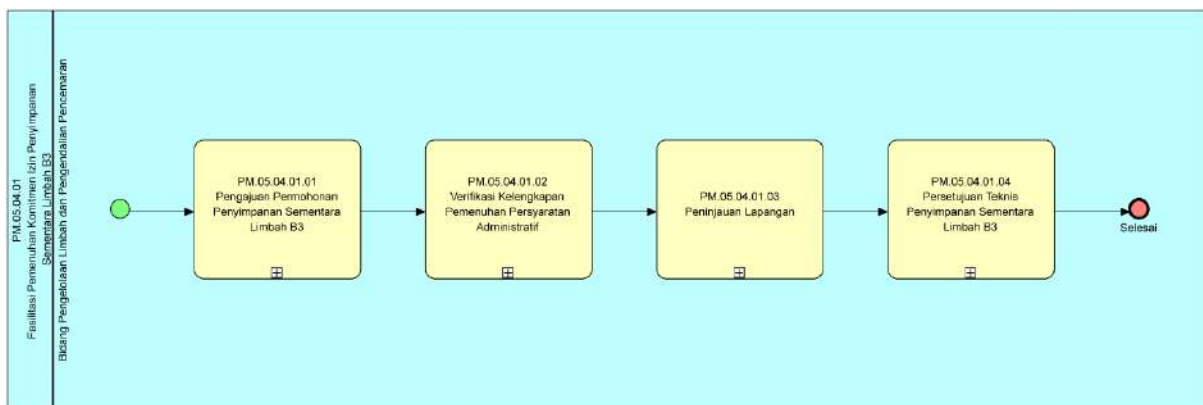 PM.05.04.01
Fasilitasi Pemenuhan Komitmen Izin Penyimpanan
Sementara Limbah B3
Bidang Pengelolaan Limbah dan Pengendalian Pencemaran
PM.05.04.01.01
Pengajuan Permohonan
Penyimpanan Sementara
Limbah B3
PM.05.04.01.02
Verifikasi Kelengkapan
Pemenuhan Persyaratan
Administratif
PM.05.04.01.03
Peninjauan Lapangan
PM.05.04.01.04
Persetujuan Teknis
Penyimpanan Sementara
Limbah B3
Selesai